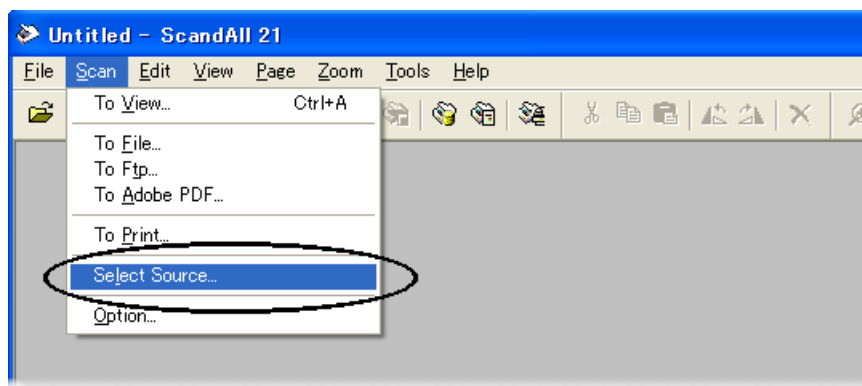 Untitled - ScandAll 21
File Scan Edit View Page Zoom Tools Help
To View... Ctrl+A
To File...
To Ftp...
To Adobe PDF...
To Print...
Select Source...
Option...